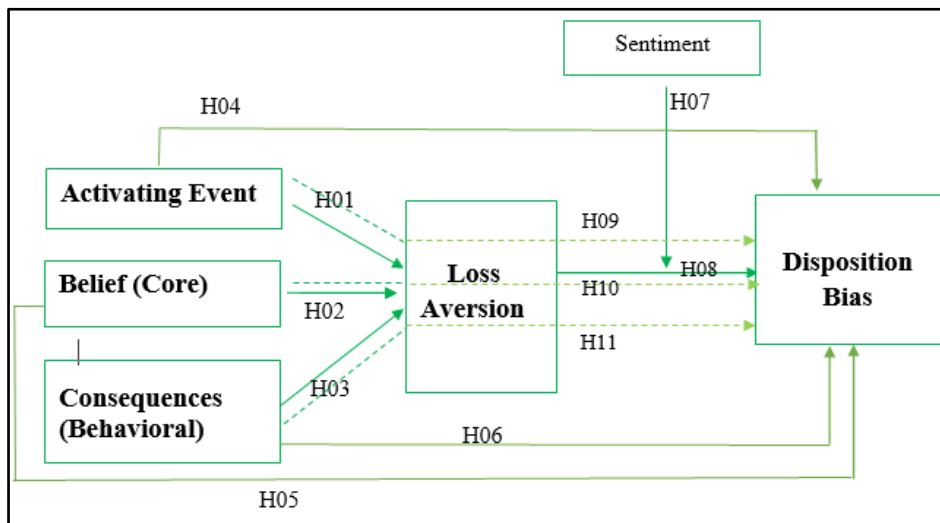 Sentiment
H07
H04
Activating Event
H01
H09
Belief (Core)
H02
Loss
Aversion
H08
H10
Disposition
Bias
H11
Consequences
(Behavioral)
H03
H06
H05